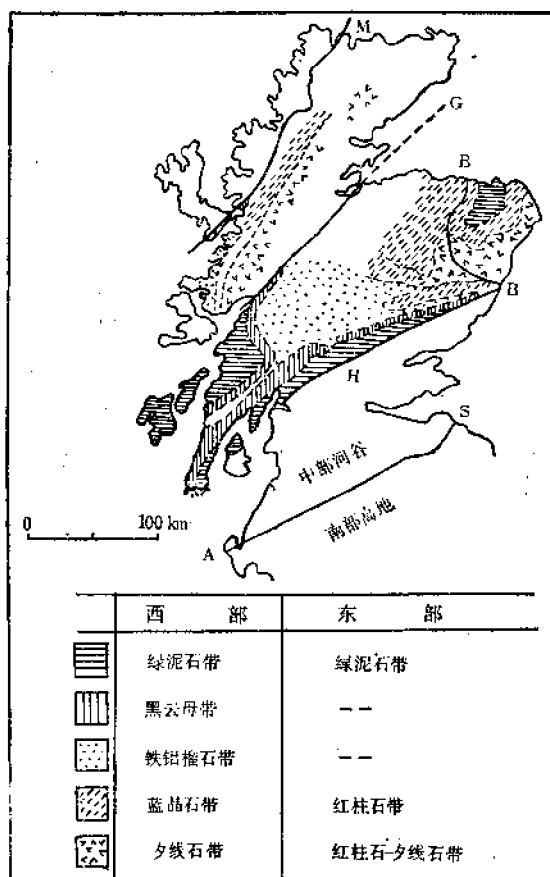 M
G
B
B
H
S
中部河谷
0 100 km
南部高地
A
西 部 东 部
绿泥石带 绿泥石带
黑云母带 — —
铁铝榴石带 — —
蓝晶石带 红柱石带
夕线石带 红柱石-夕线石带